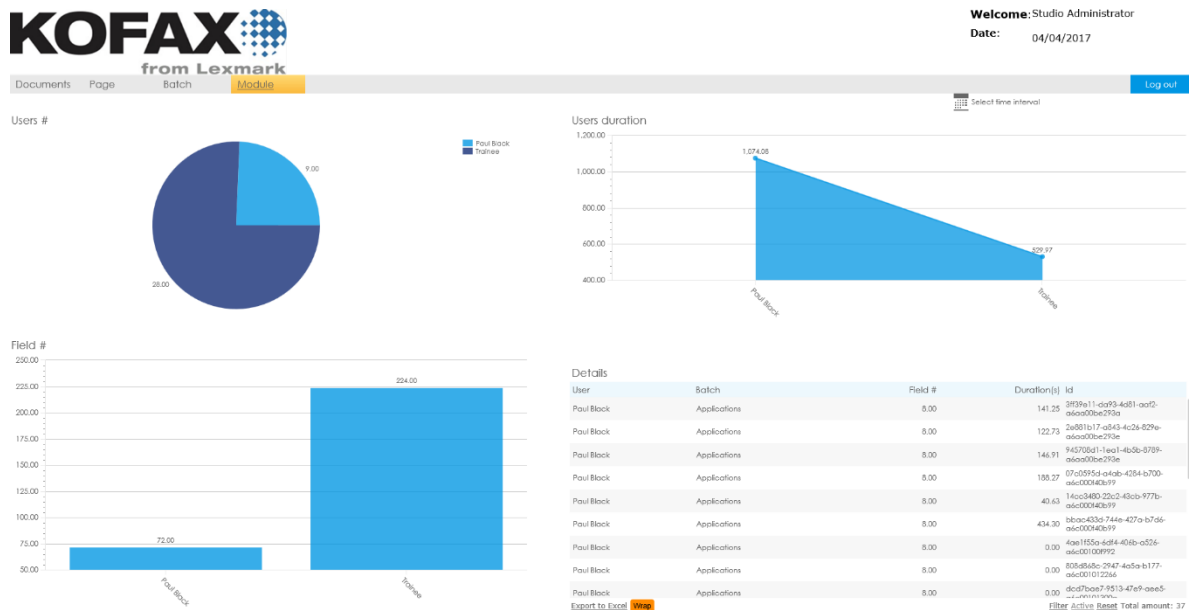 KOFAX
from Lexmark
Welcome: Studio Administrator
Date: 04/04/2017
Documents Page Batch Module Log out
Select time interval
Users #
Paul Black
Trainee
9.00
28.00
Users duration
1,200.00
1,000.00
800.00
600.00
400.00
1,074.08
529.97
Paul Black
Trainee
Field #
250.00
225.00
200.00
175.00
150.00
125.00
100.00
75.00
50.00
72.00
224.00
Paul Black
Trainee
Details
User Batch Field # Duration(s) Id
Paul Black Applications 8.00 141.25 3ff39e11-da93-4d81-aaf2-
a6aa00be293a
Paul Black Applications 8.00 122.73 2e881b17-a843-4c26-829e-
a6aa00be293e
Paul Black Applications 8.00 146.91 945708d1-1ea1-4b5b-8789-
a6aa00be293e
Paul Black Applications 8.00 188.27 07c0595d-a4ab-4284-b700-
a6c000f40b99
Paul Black Applications 8.00 40.63 14cc3480-22c2-43cb-977b-
a6c000f40b99
Paul Black Applications 8.00 434.30 bbac433d-744e-427a-b7d6-
a6c000f40b99
Paul Black Applications 8.00 0.00 4ae1f55a-6df4-406b-a526-
a6c00100f992
Paul Black Applications 8.00 0.00 808d868c-2947-4a5a-b177-
a6c001012266
Paul Black Applications 8.00 0.00 dcd7bae7-9513-47e9-aee5-
Export to Excel Wrap Filter Active Reset Total amount: 37